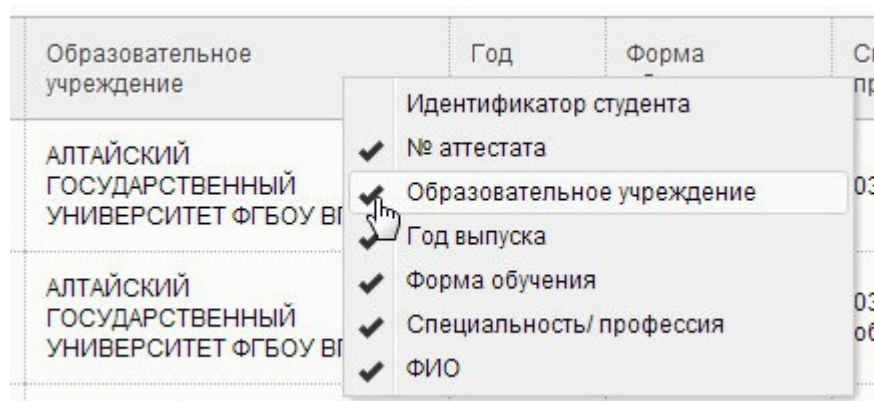 Образовательное
учреждение
Год
Форма
АЛТАЙСКИЙ
ГОСУДАРСТВЕННЫЙ
УНИВЕРСИТЕТ ФГБОУ
АЛТАЙСКИЙ
ГОСУДАРСТВЕННЫЙ
УНИВЕРСИТЕТ ФГБОУ
Идентификатор студента
№ аттестата
Образовательное учреждение
Год выпуска
Форма обучения
Специальность/ профессия
ФИО